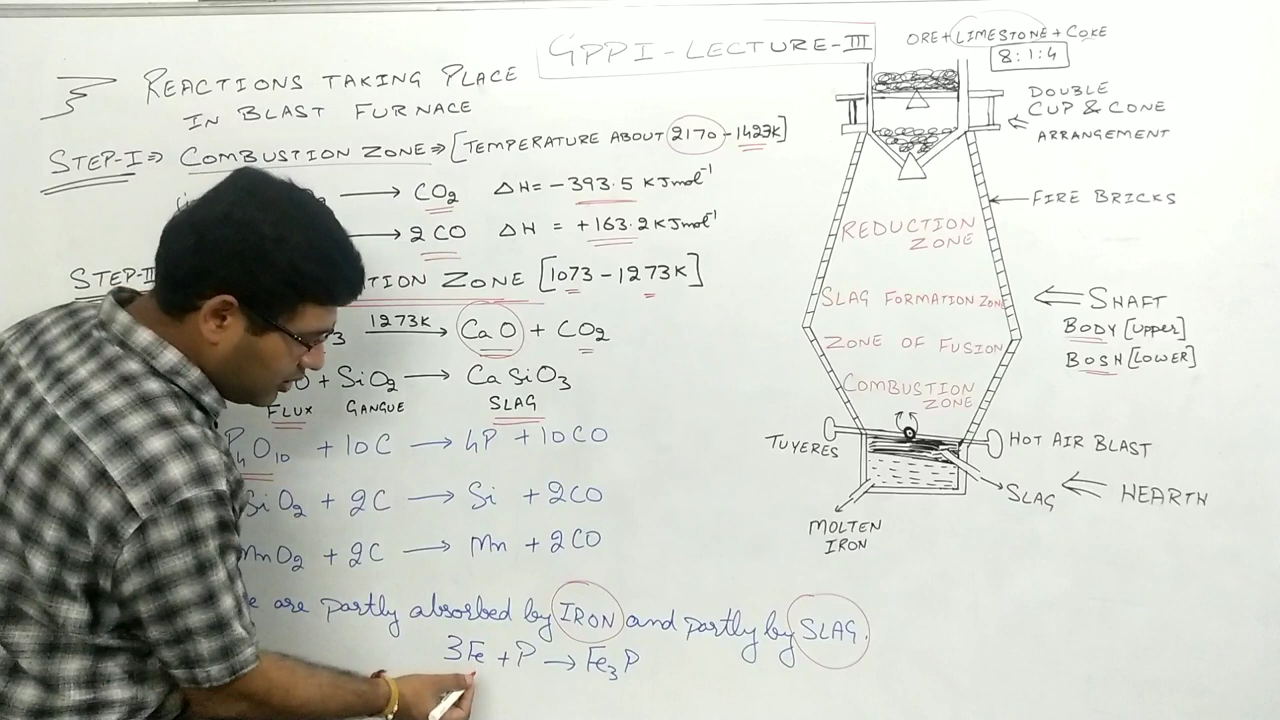 GPPI-LECTURE-III
REACTIONS TAKING PLACE
IN BLAST FURNACE
STEP-I ⇒ COMBUSTION ZONE ⇒ [TEMPERATURE ABOUT 2170-1423K]
⟶ CO2 ΔH = -393.5 KJmol⁻¹
⟶ 2CO ΔH = +163.2KJmol⁻¹
STEP-II ZONE [1073-1273K]
3 1273K ⟶ CaO + CO2
O + SiO2 ⟶ CaSiO3
FLUX GANGUE SLAG
P4O10 + 10C ⟶ 4P + 10CO
SiO2 + 2C ⟶ Si + 2CO
MnO2 + 2C ⟶ Mn + 2CO
are partly absorbed by IRON and partly by SLAG.
3Fe + P → Fe3P
ORE + LIMESTONE + COKE
8:1:4
DOUBLE
CUP & CONE
ARRANGEMENT
FIRE BRICKS
REDUCTION
ZONE
SLAG FORMATION ZONE
SHAFT
BODY [Upper]
BOSH [LOWER]
ZONE OF FUSION
COMBUSTION
ZONE
TUYERES
HOT AIR BLAST
SLAG
HEARTH
MOLTEN
IRON